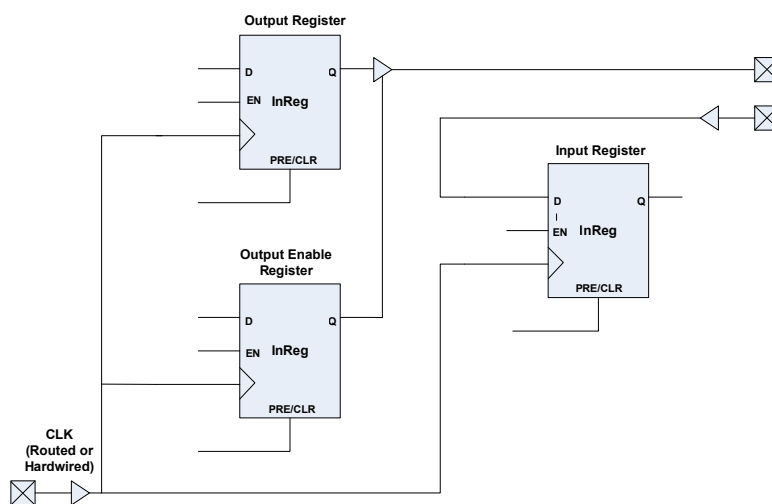 Output Register
D
Q
EN
InReg
PRE/CLR
Input Register
D
Q
EN
InReg
PRE/CLR
Output Enable
Register
D
Q
EN
InReg
PRE/CLR
CLK
(Routed or
Hardwired)